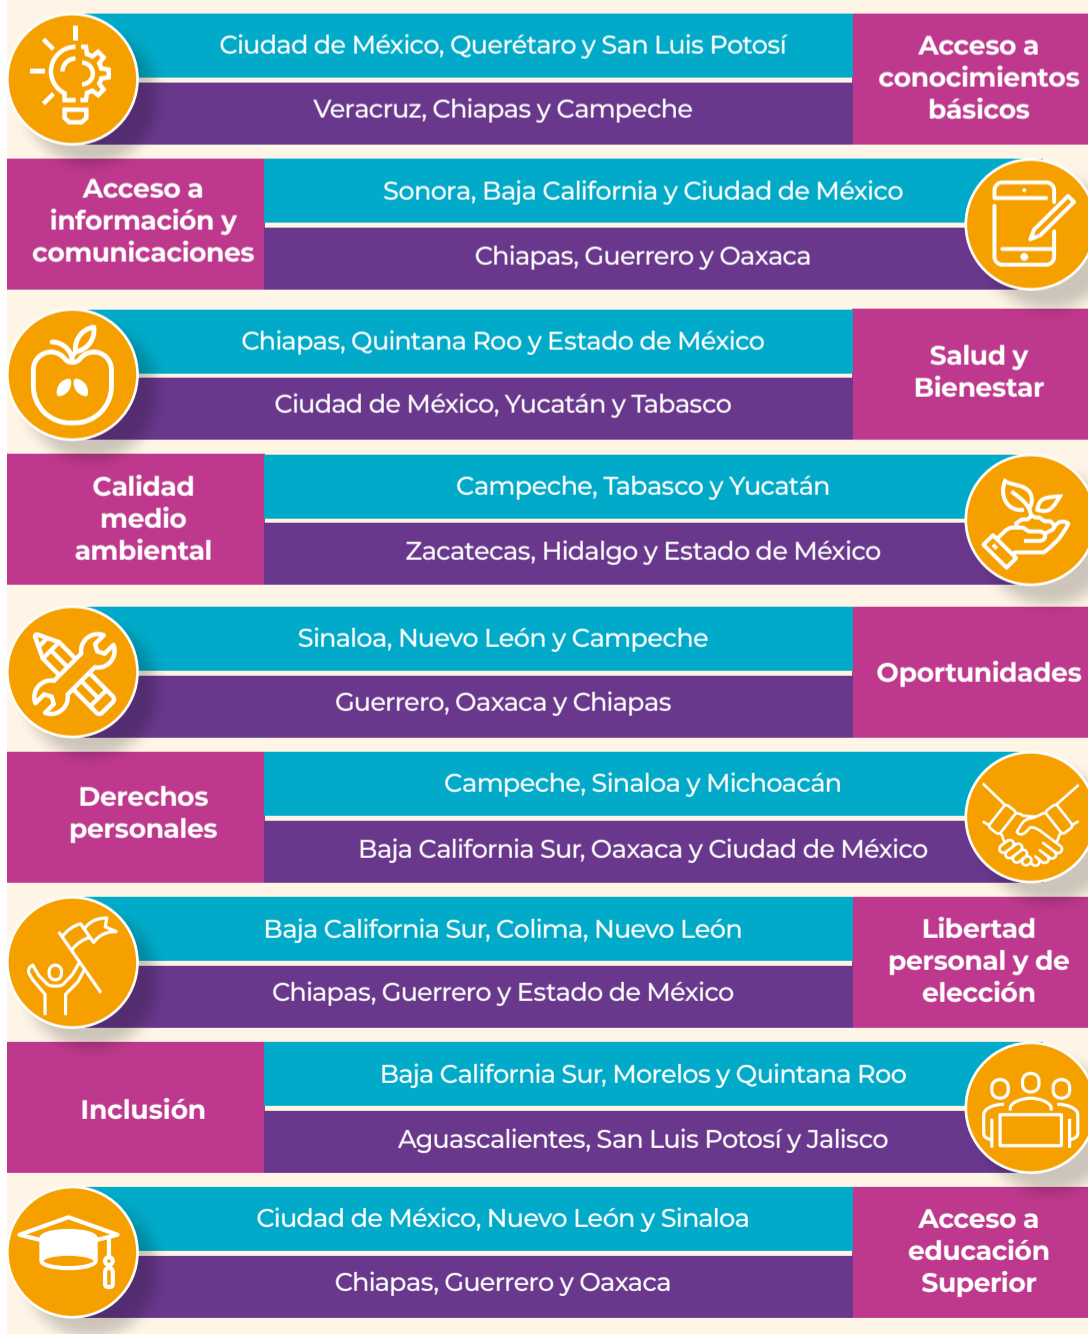 Ciudad de México, Querétaro y San Luis Potosí
Veracruz, Chiapas y Campeche
Acceso a
conocimientos
básicos
Acceso a
información y
comunicaciones
Sonora, Baja California y Ciudad de México
Chiapas, Guerrero y Oaxaca
Chiapas, Quintana Roo y Estado de México
Ciudad de México, Yucatán y Tabasco
Salud y
Bienestar
Calidad
medio
ambiental
Campeche, Tabasco y Yucatán
Zacatecas, Hidalgo y Estado de México
Sinaloa, Nuevo León y Campeche
Guerrero, Oaxaca y Chiapas
Oportunidades
Derechos
personales
Campeche, Sinaloa y Michoacán
Baja California Sur, Oaxaca y Ciudad de México
Baja California Sur, Colima, Nuevo León
Chiapas, Guerrero y Estado de México
Libertad
personal y de
elección
Inclusión
Baja California Sur, Morelos y Quintana Roo
Aguascalientes, San Luis Potosí y Jalisco
Ciudad de México, Nuevo León y Sinaloa
Chiapas, Guerrero y Oaxaca
Acceso a
educación
Superior